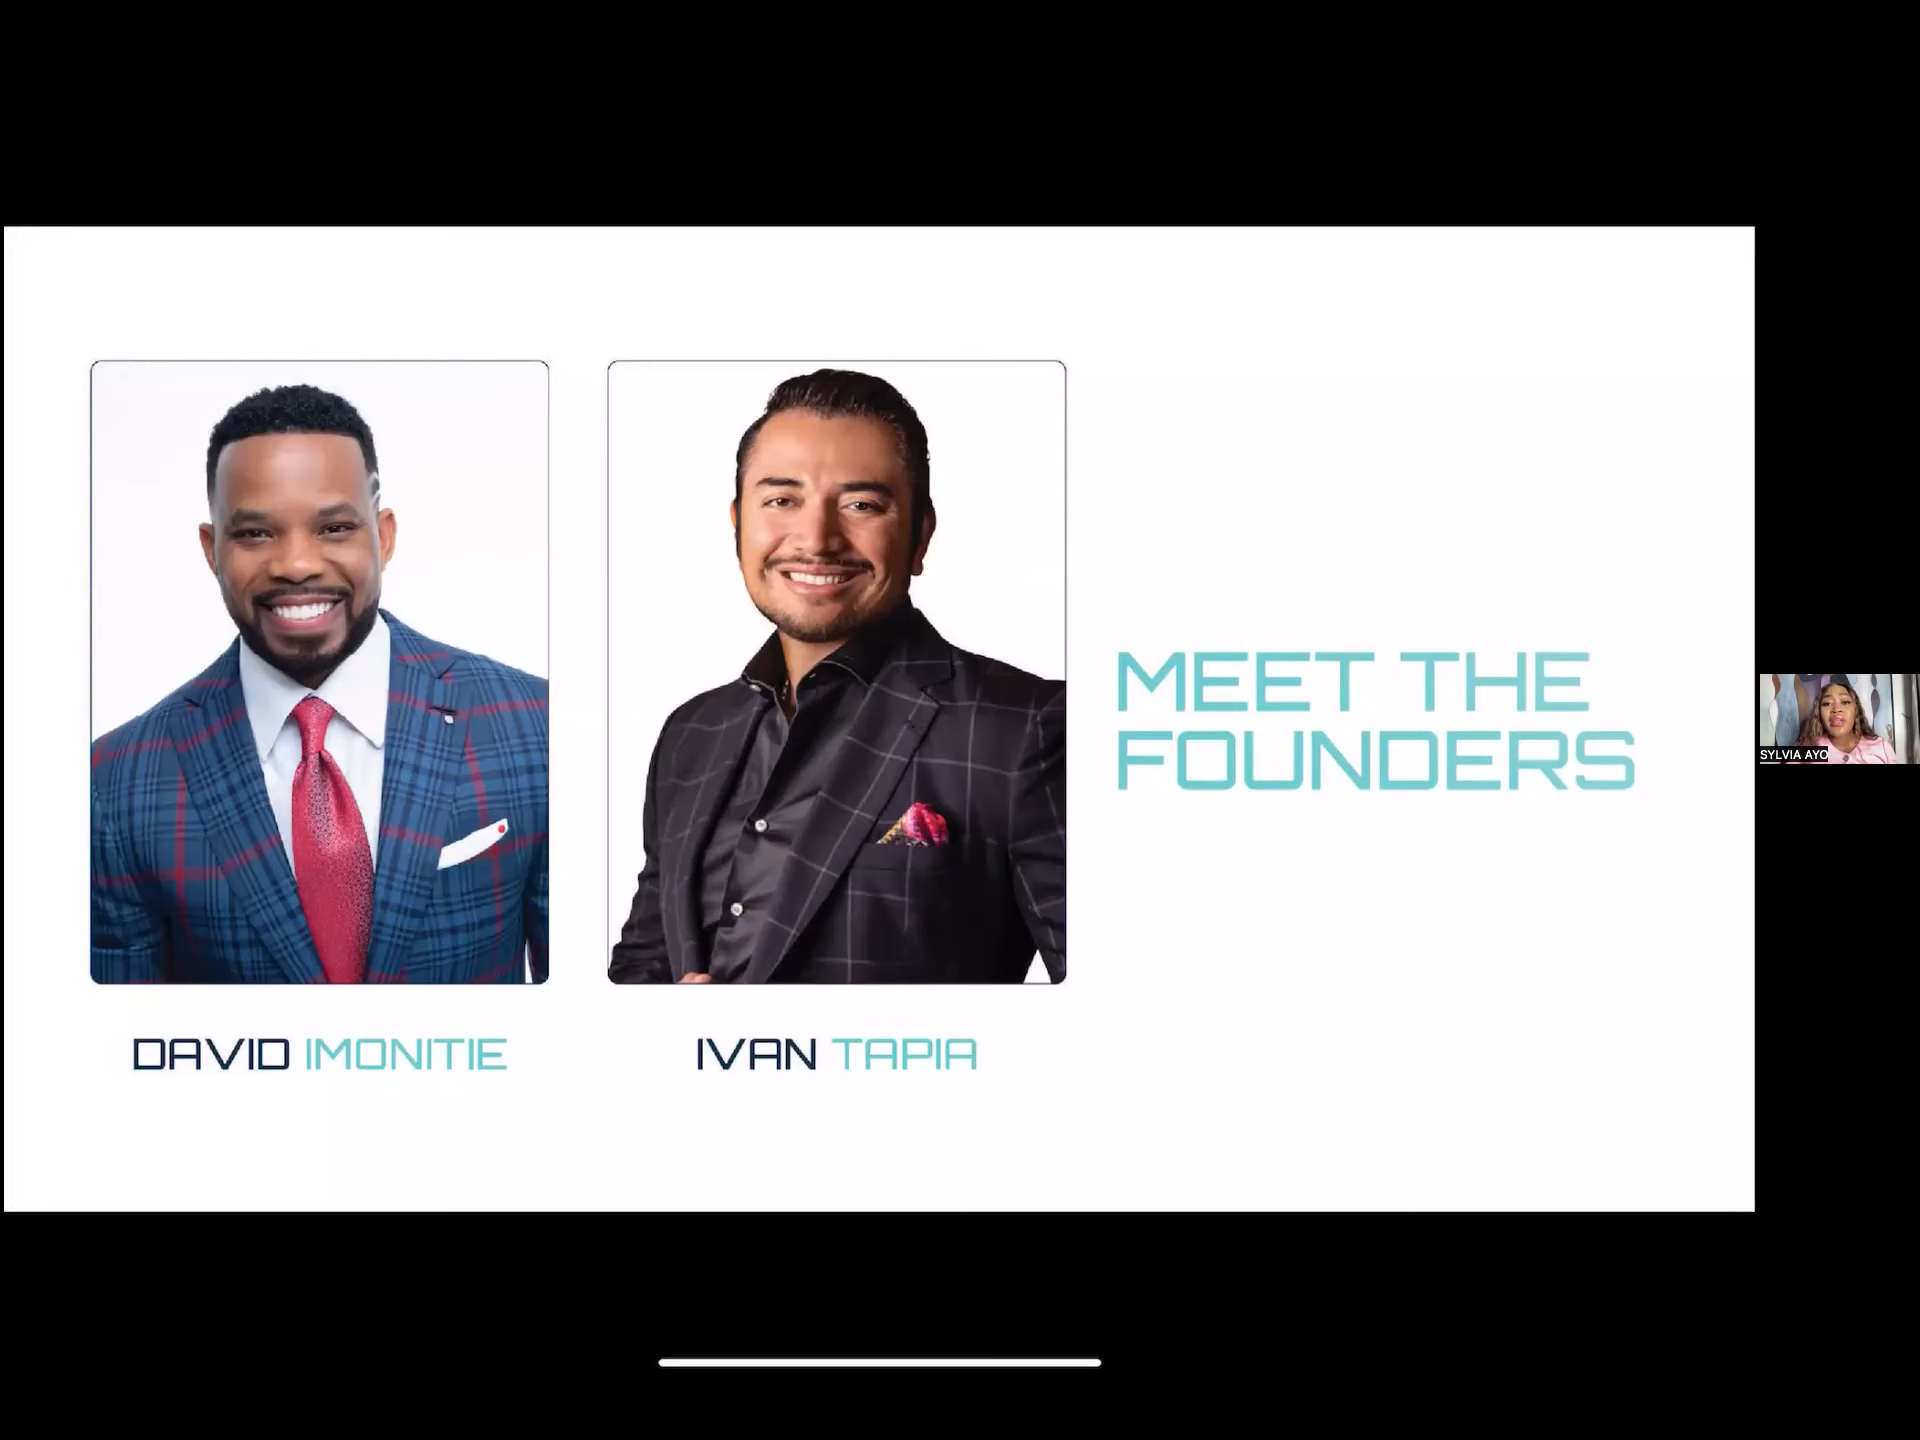 MEET THE
FOUNDERS
DAVID IMONITIE
IVAN TAPIA
SYLVIA AYO